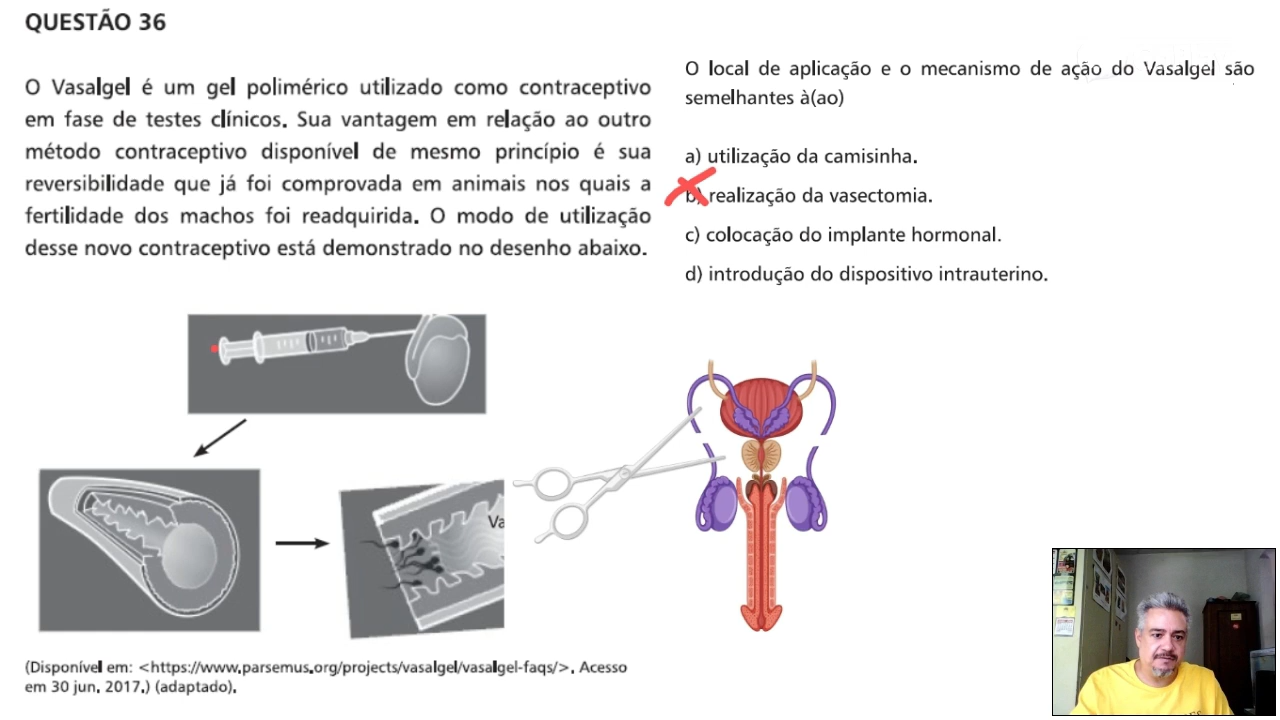 QUESTÃO 36
O Vasalgel é um gel polimérico utilizado como contraceptivo
em fase de testes clínicos. Sua vantagem em relação ao outro
método contraceptivo disponível de mesmo princípio é sua
reversibilidade que já foi comprovada em animais nos quais a
fertilidade dos machos foi readquirida. O modo de utilização
desse novo contraceptivo está demonstrado no desenho abaixo.
Va
(Disponível em: <https://www.parsemus.org/projects/vasalgel/vasalgel-faqs/>. Acesso
em 30 jun. 2017.) (adaptado).
O local de aplicação e o mecanismo de ação do Vasalgel são
semelhantes à(ao)
a) utilização da camisinha.
b) realização da vasectomia.
c) colocação do implante hormonal.
d) introdução do dispositivo intrauterino.